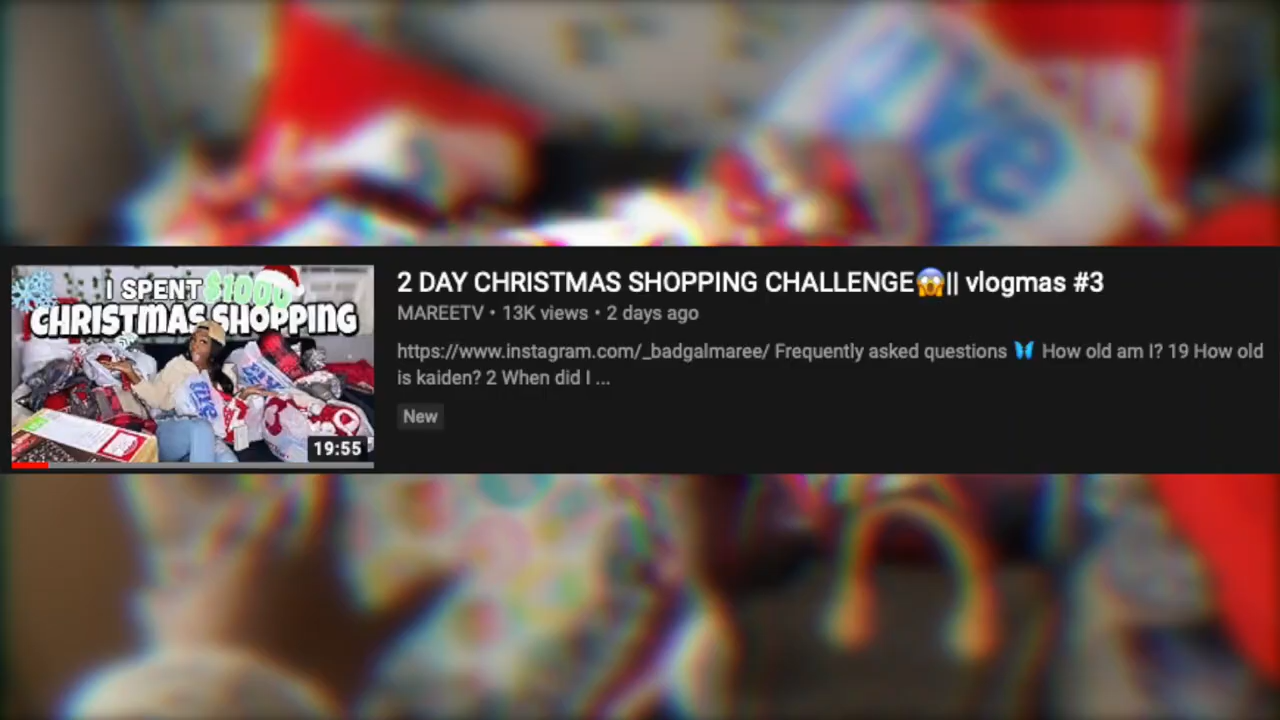 I SPENT $1000
CHRISTMAS SHOPPING
19:55
2 DAY CHRISTMAS SHOPPING CHALLENGE😱|| vlogmas #3
MAREETV • 13K views • 2 days ago
https://www.instagram.com/_badgalmaree/ Frequently asked questions 🦋 How old am I? 19 How old
is kaiden? 2 When did I ...
New